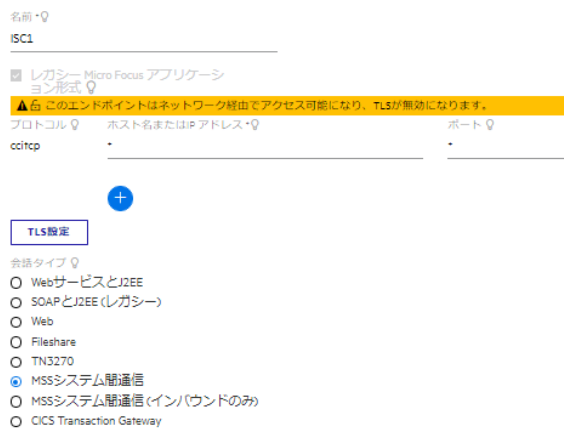 名前 *
ISC1
レガシー Micro Focus アプリケーシ
ョン形式
このエンドポイントはネットワーク経由でアクセス可能になり、TLSが無効になります。
プロトコル ホスト名またはIP アドレス * ポート *
ccitcp * *
+
TLS設定
会話タイプ
WebサービスとJ2EE
SOAPとJ2EE (レガシー)
Web
Fileshare
TN3270
MSSシステム間通信
MSSシステム間通信 (インバウンドのみ)
CICS Transaction Gateway